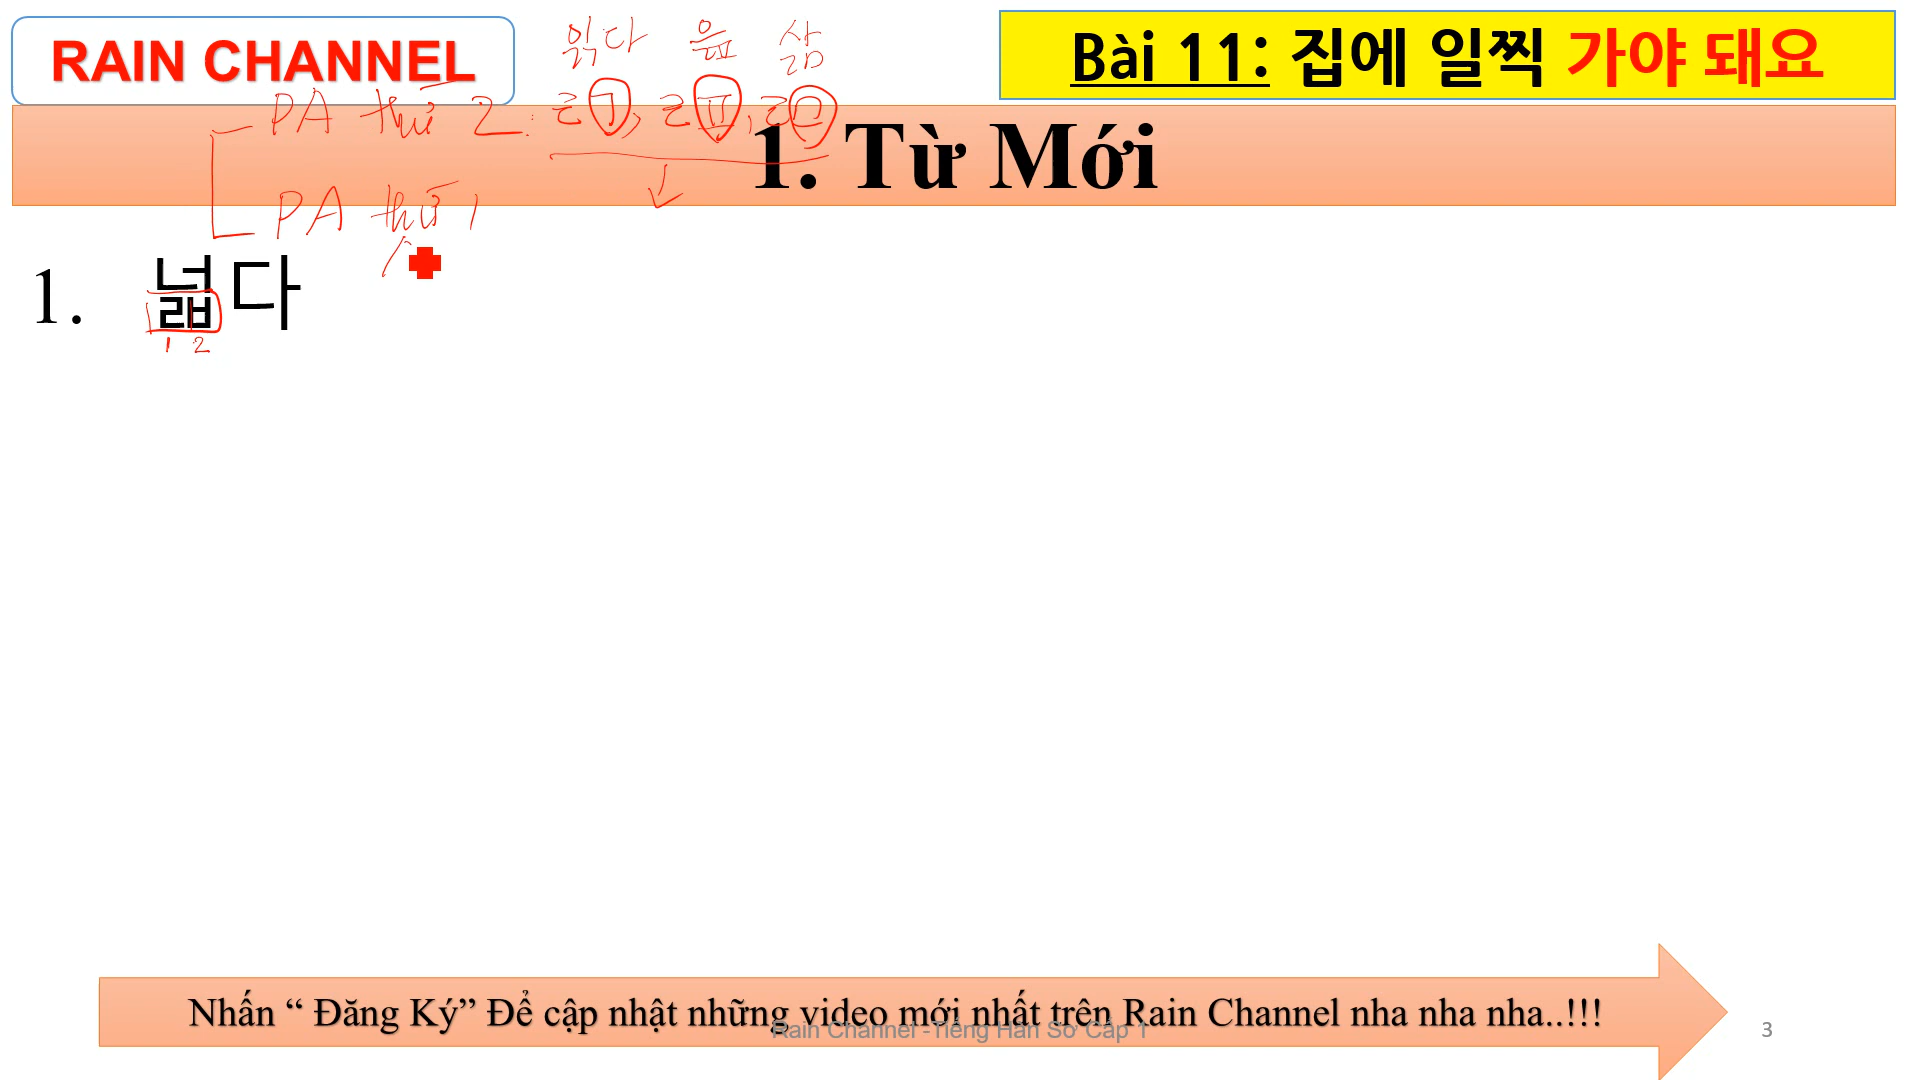 RAIN CHANNEL
읽다 읊 삶
Bài 11: 집에 일찍 가야 돼요
PA thứ 2: ㄹㄱ, ㄹㅍ, ㄹㅁ
1. Từ Mới
PA thứ 1
1. 넓다
1 2
Nhấn “ Đăng Ký” Để cập nhật những video mới nhất trên Rain Channel nha nha nha..!!!
Rain Channel -Tiếng Hàn Sơ Cấp 1
3